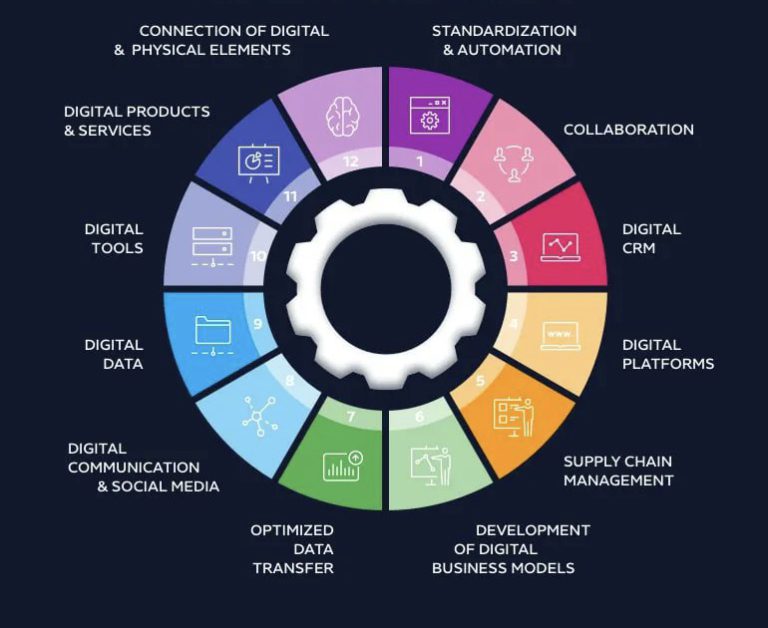 CONNECTION OF DIGITAL
& PHYSICAL ELEMENTS
STANDARDIZATION
& AUTOMATION
DIGITAL PRODUCTS
& SERVICES
COLLABORATION
DIGITAL
TOOLS
DIGITAL
CRM
DIGITAL
DATA
DIGITAL
PLATFORMS
DIGITAL
COMMUNICATION
& SOCIAL MEDIA
SUPPLY CHAIN
MANAGEMENT
OPTIMIZED
DATA
TRANSFER
DEVELOPMENT
OF DIGITAL
BUSINESS MODELS
1
2
3
4
5
6
7
8
9
10
11
12
WWW